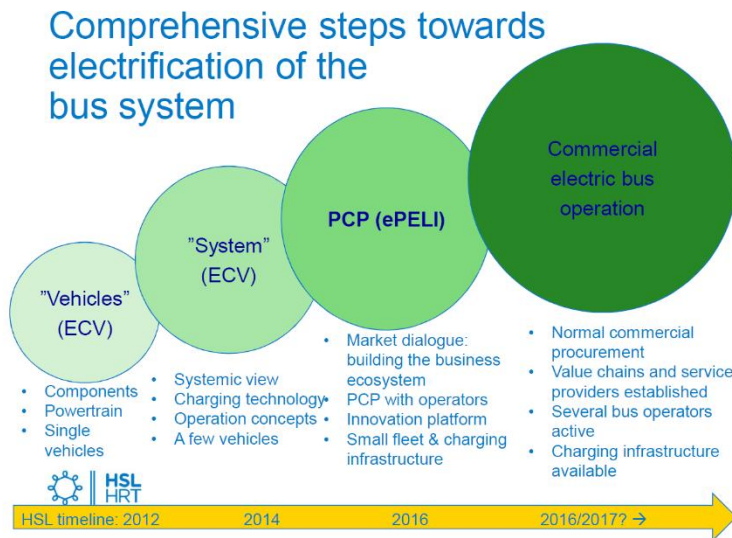 Comprehensive steps towards
electrification of the
bus system
"Vehicles"
(ECV)
"System"
(ECV)
PCP (ePELI)
Commercial
electric bus
operation
• Components
• Powertrain
• Single
vehicles
• Systemic view
• Charging technology
• Operation concepts
• A few vehicles
• Market dialogue:
building the business
ecosystem
• PCP with operators
• Innovation platform
• Small fleet & charging
infrastructure
• Normal commercial
procurement
• Value chains and service
providers established
• Several bus operators
active
• Charging infrastructure
available
HSL
HRT
HSL timeline: 2012 2014 2016 2016/2017? →